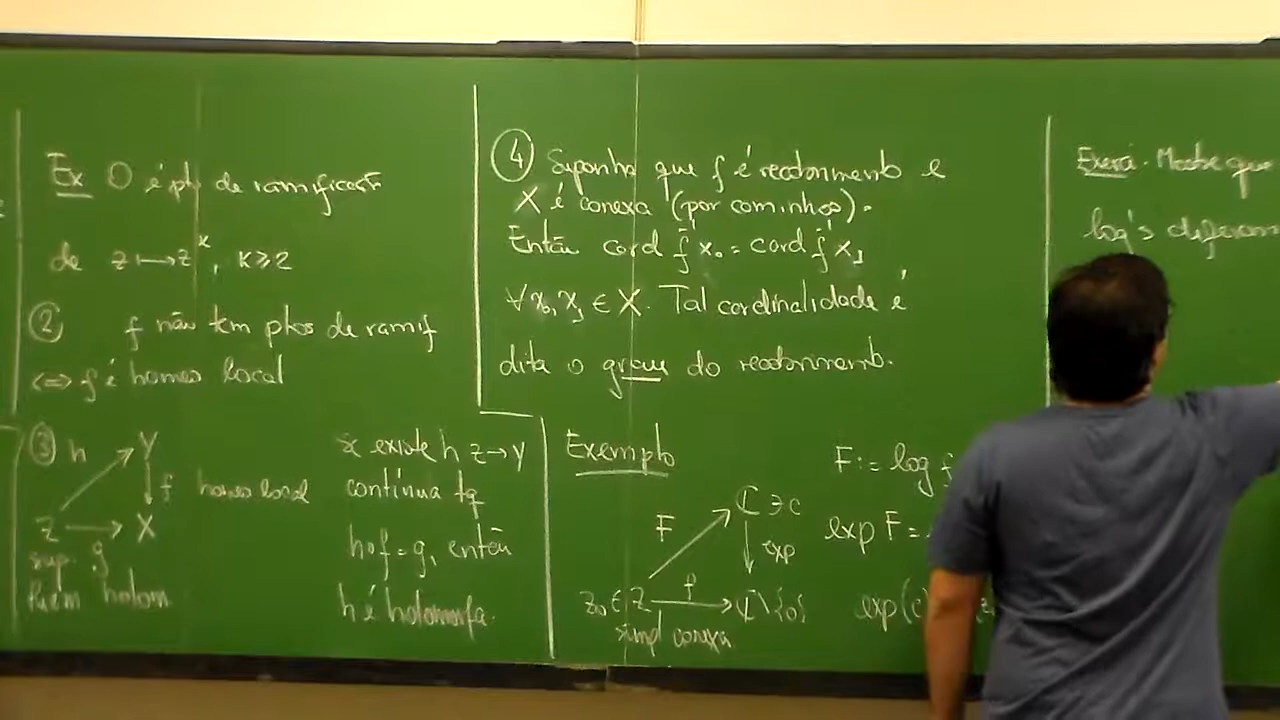 Ex 0 é pto de ramificação
de z ⟼ z^k, k ≥ 2
② f não tem ptos de ramif
⇔ f é homeo local
③ h Y
f homeo local
Z → X
g
sup. Riem holom
se existe h Z → Y
contínua tq
h∘f = g, então
h é holomorfa.
④ Suponha que f é recobrimento e
X é conexa (por caminhos).
Então card f⁻¹x₀ = card f⁻¹x₁
∀ x₀, x₁ ∈ X. Tal cardinalidade é
dita o grau do recobrimento.
Exemplo
F ℂ ∋ c
exp
z₀ ∈ Z f → ℂ\{0}
simpl conexa
F := log f
exp F =
exp(c)
Exerc. Mostre que
log's diferem